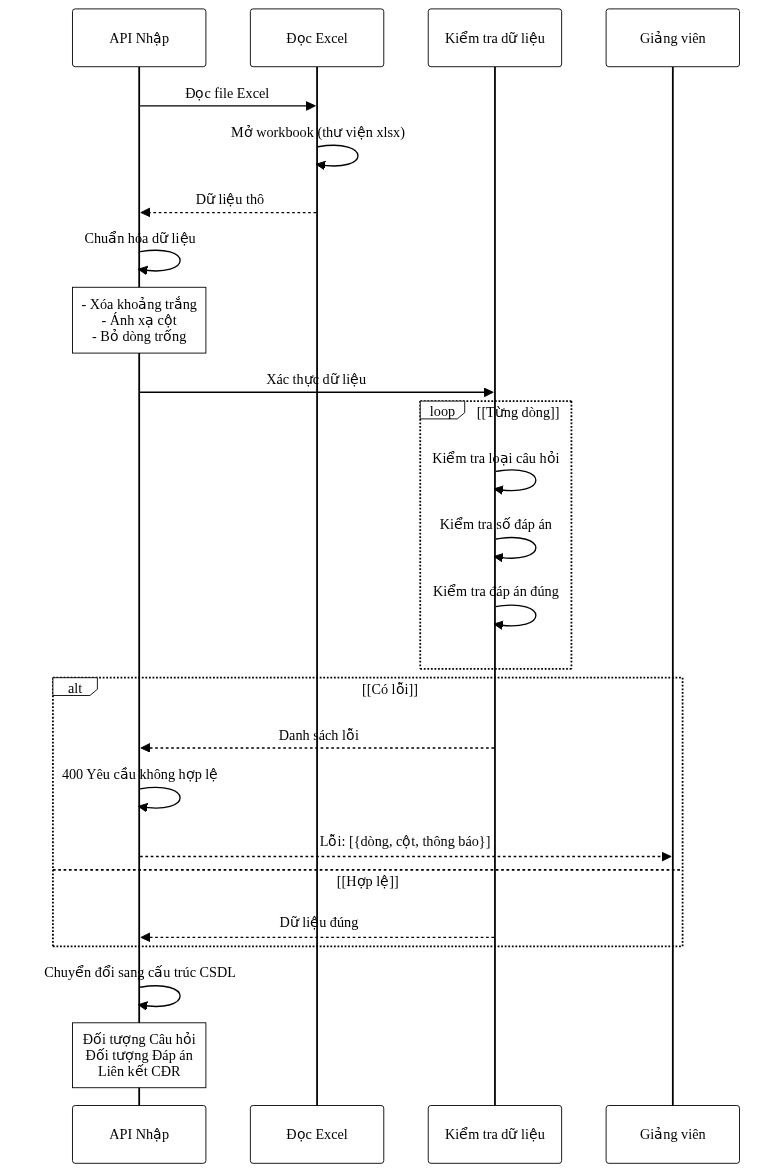 API Nhập
Đọc Excel
Kiểm tra dữ liệu
Giảng viên
Đọc file Excel
Mở workbook (thư viện xlsx)
Dữ liệu thô
Chuẩn hóa dữ liệu
- Xóa khoảng trắng
- Ánh xạ cột
- Bỏ dòng trống
Xác thực dữ liệu
loop
[[Từng dòng]]
Kiểm tra loại câu hỏi
Kiểm tra số đáp án
Kiểm tra đáp án đúng
alt
[[Có lỗi]]
Danh sách lỗi
400 Yêu cầu không hợp lệ
Lỗi: [{dòng, cột, thông báo}]
[[Hợp lệ]]
Dữ liệu đúng
Chuyển đổi sang cấu trúc CSDL
Đối tượng Câu hỏi
Đối tượng Đáp án
Liên kết CĐR
API Nhập
Đọc Excel
Kiểm tra dữ liệu
Giảng viên